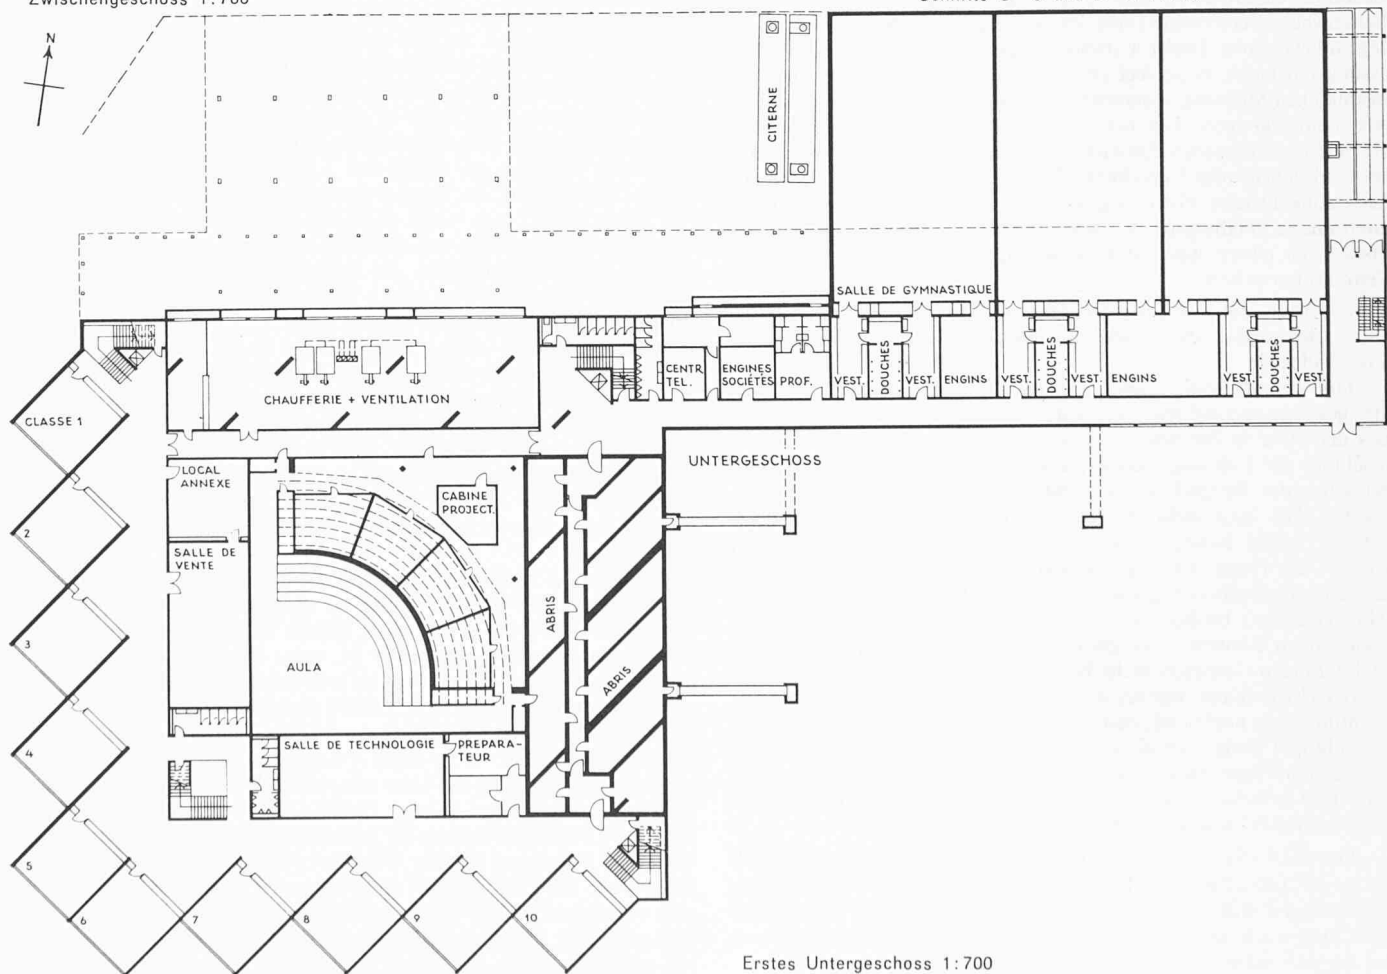 Zwischengeschoss 1:700
N
CITERNE
SALLE DE GYMNASTIQUE
CENTR.
TEL.
ENGINES
SOCIÉTÉS
PROF.
VEST.
DOUCHES
VEST.
ENGINS
VEST.
DOUCHES
VEST.
ENGINS
VEST.
DOUCHES
VEST.
CHAUFFERIE + VENTILATION
CLASSE 1
LOCAL
ANNEXE
CABINE
PROJECT.
UNTERGESCHOSS
2
SALLE DE
VENTE
3
AULA
ABRIS
ABRIS
4
SALLE DE TECHNOLOGIE
PREPARA-
TEUR
5
6
7
8
9
10
Erstes Untergeschoss 1:700